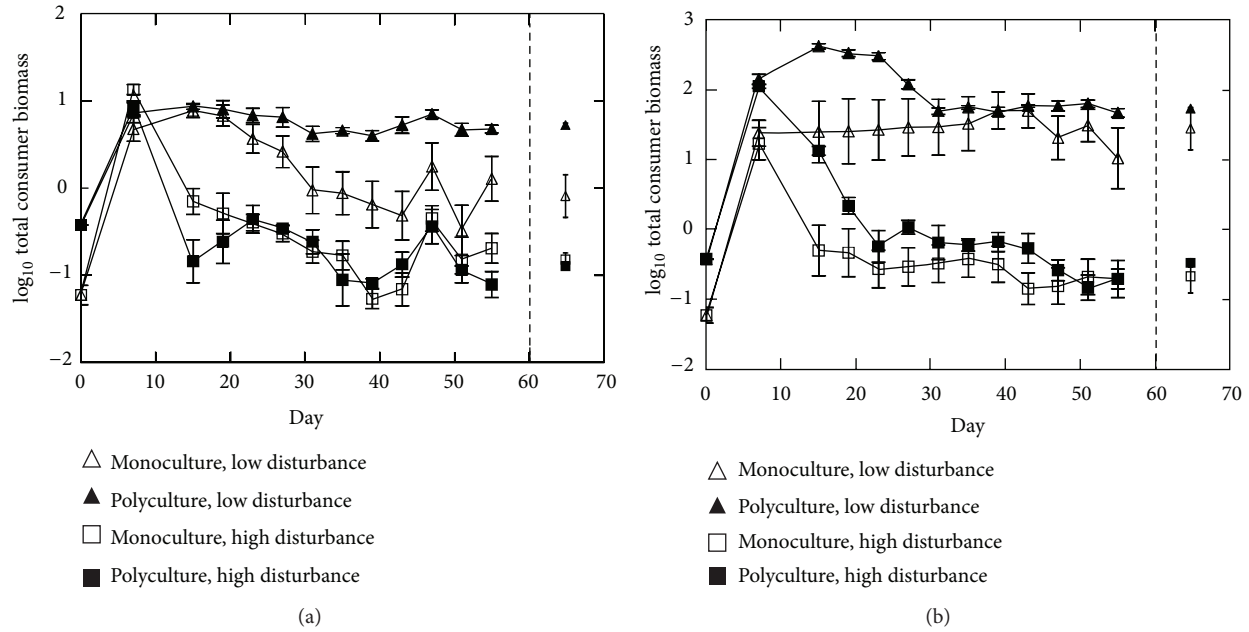 2
1
0
−1
−2
log10 total consumer biomass
0 10 20 30 40 50 60 70
Day
Monoculture, low disturbance
Polyculture, low disturbance
Monoculture, high disturbance
Polyculture, high disturbance
(a)
3
2
1
0
−1
−2
log10 total consumer biomass
0 10 20 30 40 50 60 70
Day
Monoculture, low disturbance
Polyculture, low disturbance
Monoculture, high disturbance
Polyculture, high disturbance
(b)